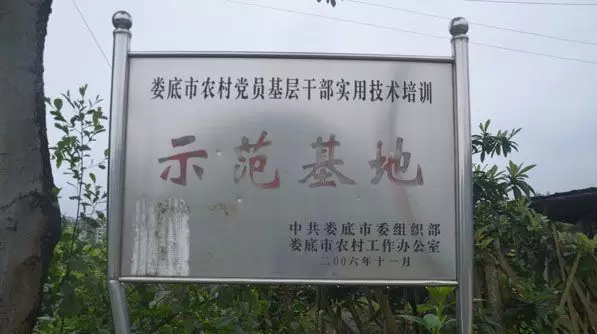 娄底市农村党员基层干部实用技术培训
示范基地
中共娄底市委组织部
娄底市农村工作办公室
二00六年十一月